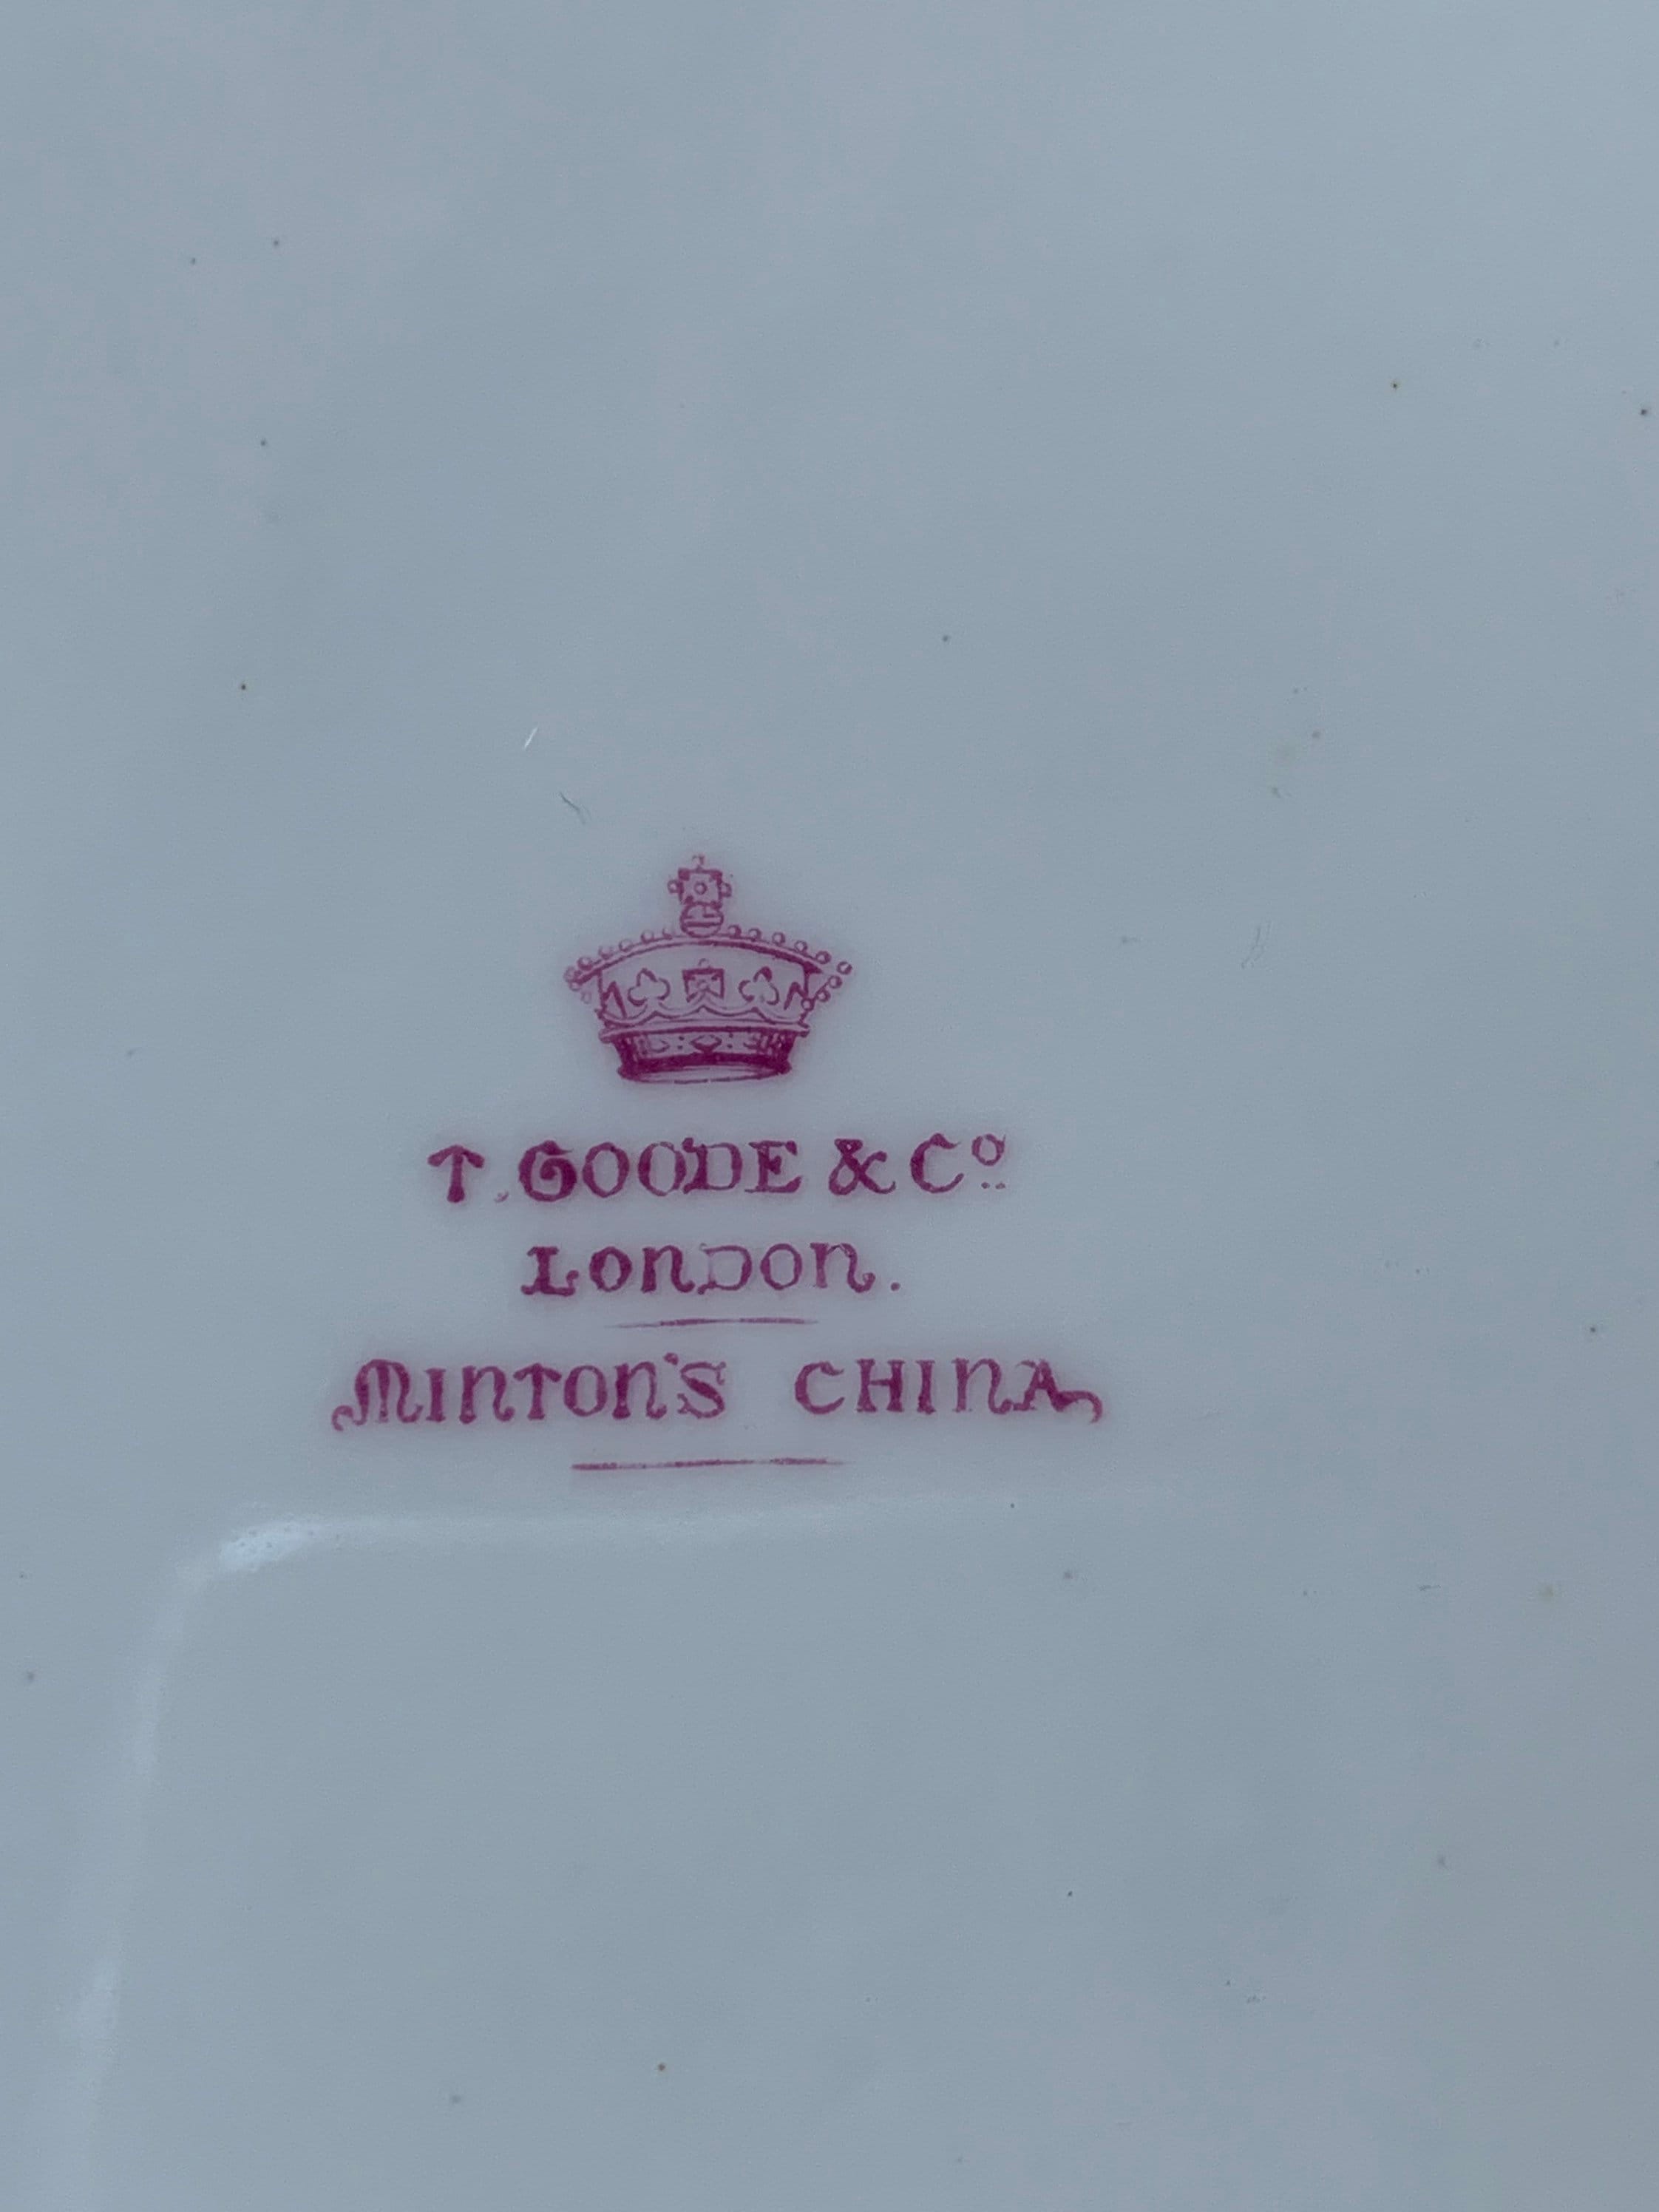 T. GOODE & Co.
LONDON.
MINTON'S CHINA